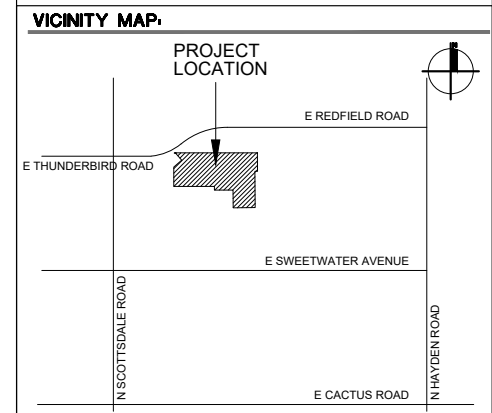 VICINITY MAP:
PROJECT
LOCATION
E REDFIELD ROAD
E THUNDERBIRD ROAD
E SWEETWATER AVENUE
N SCOTTSDALE ROAD
N HAYDEN ROAD
E CACTUS ROAD